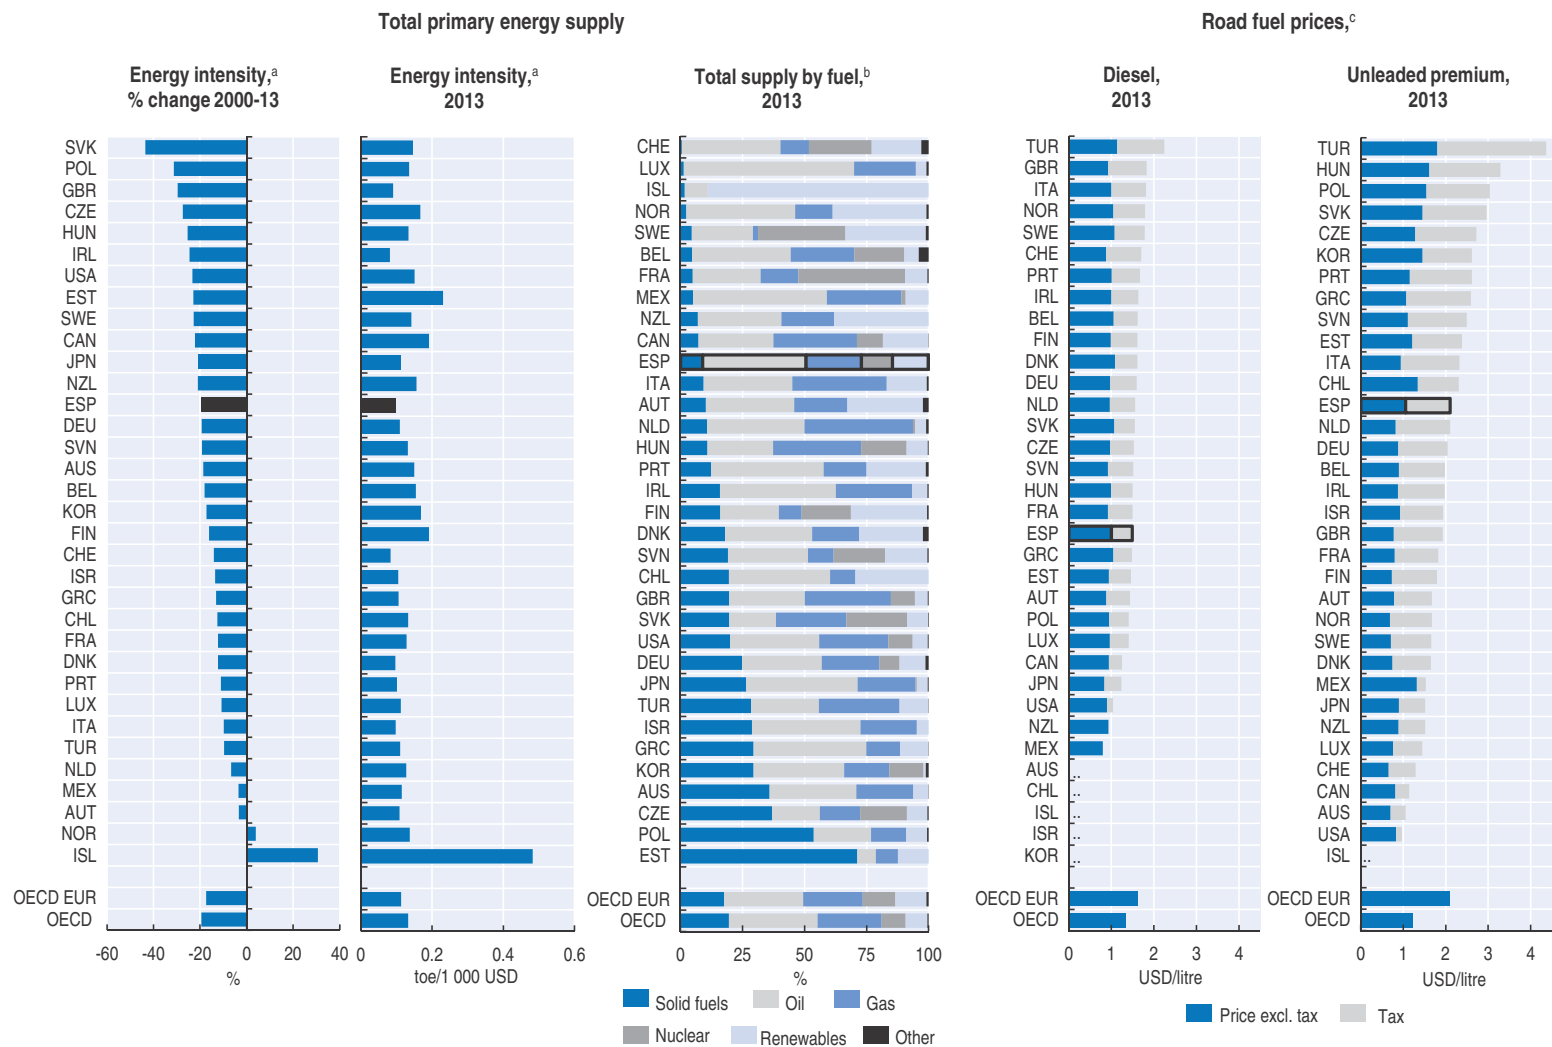 Total primary energy supply
Road fuel prices,c
Energy intensity,a
% change 2000-13
Energy intensity,a
2013
Total supply by fuel,b
2013
Diesel,
2013
Unleaded premium,
2013
SVK
POL
GBR
CZE
HUN
IRL
USA
EST
SWE
CAN
JPN
NZL
ESP
DEU
SVN
AUS
BEL
KOR
FIN
CHE
ISR
GRC
CHL
FRA
DNK
PRT
LUX
ITA
TUR
NLD
MEX
AUT
NOR
ISL
OECD EUR
OECD
-60 -40 -20 0 20 40
%
0 0.2 0.4 0.6
toe/1 000 USD
CHE
LUX
ISL
NOR
SWE
BEL
FRA
MEX
NZL
CAN
ESP
ITA
AUT
NLD
HUN
PRT
IRL
FIN
DNK
SVN
CHL
GBR
SVK
USA
DEU
JPN
TUR
ISR
GRC
KOR
AUS
CZE
POL
EST
OECD EUR
OECD
0 25 50 75 100
%
Solid fuels Oil Gas
Nuclear Renewables Other
TUR
GBR
ITA
NOR
SWE
CHE
PRT
IRL
BEL
FIN
DNK
DEU
NLD
SVK
CZE
SVN
HUN
FRA
ESP
GRC
EST
AUT
POL
LUX
CAN
JPN
USA
NZL
MEX
AUS ..
CHL ..
ISL ..
ISR ..
KOR ..
OECD EUR
OECD
0 1 2 3 4
USD/litre
TUR
HUN
POL
SVK
CZE
KOR
PRT
GRC
SVN
EST
ITA
CHL
ESP
NLD
DEU
BEL
IRL
ISR
GBR
FRA
FIN
AUT
NOR
SWE
DNK
MEX
JPN
NZL
LUX
CHE
CAN
AUS
USA
ISL ..
OECD EUR
OECD
0 1 2 3 4
USD/litre
Price excl. tax Tax